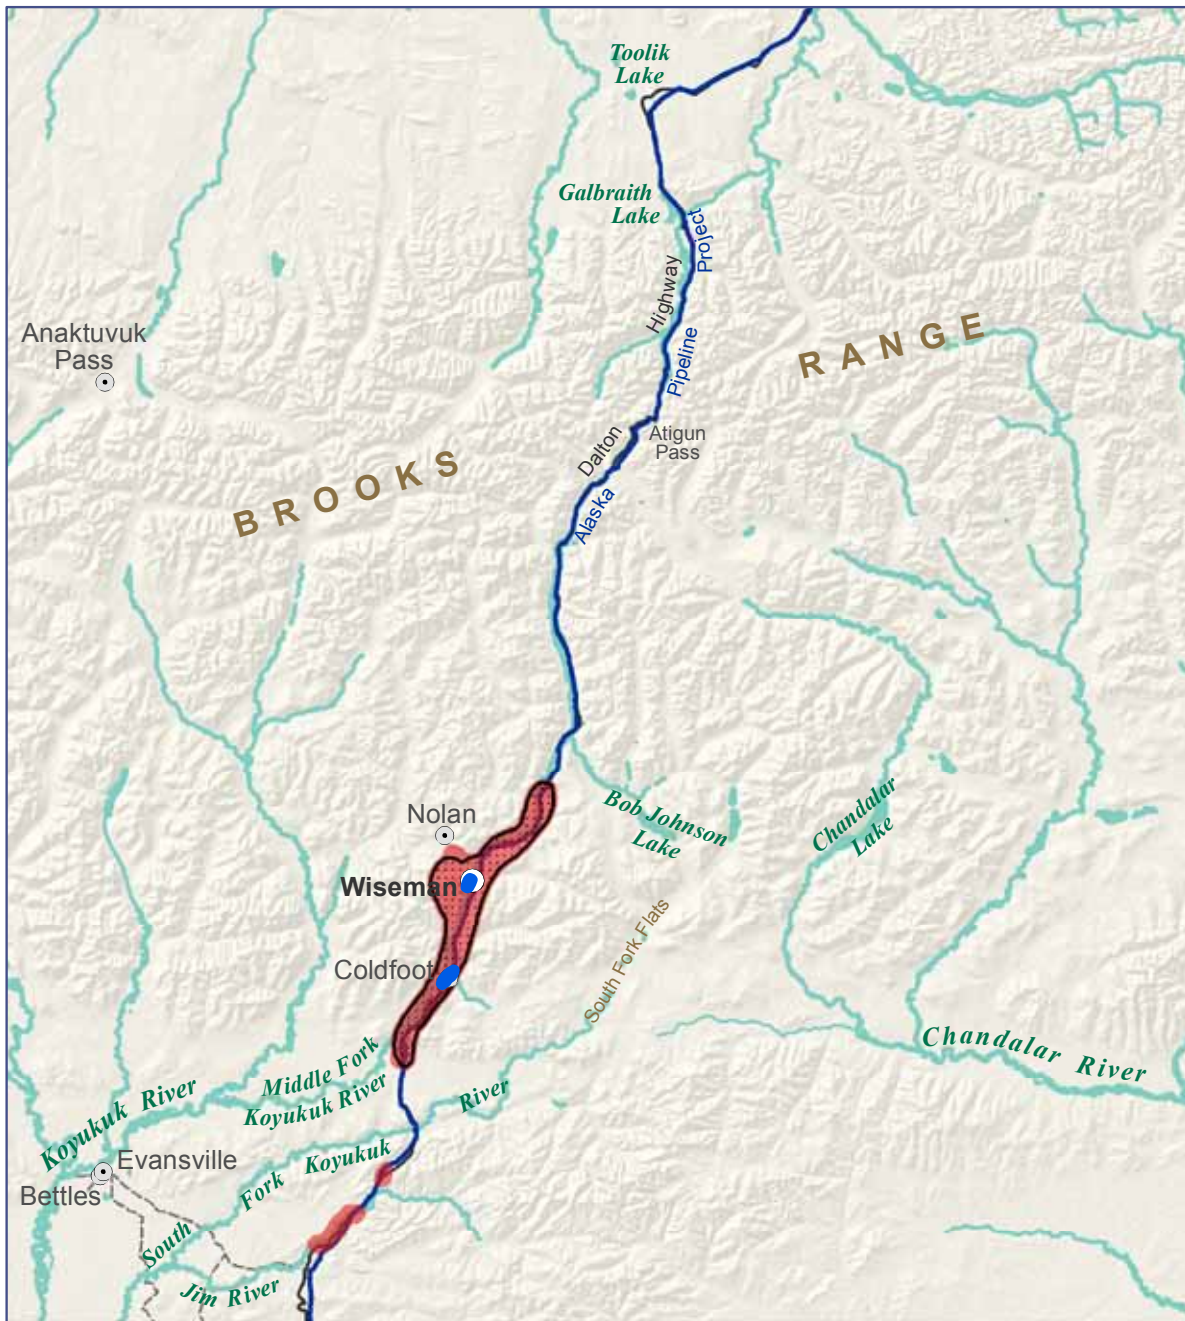 Toolik
Lake
Galbraith
Lake
Project
Highway
Pipeline
Anaktuvuk
Pass
RANGE
Atigun
Pass
Dalton
BROOKS
Alaska
Nolan
Bob Johnson
Lake
Chandalar
Lake
Wiseman
South Fork Flats
Coldfoot
Chandalar River
Middle Fork
Koyukuk River
Koyukuk River
River
Koyukuk
Fork
South
Evansville
Bettles
Jim River